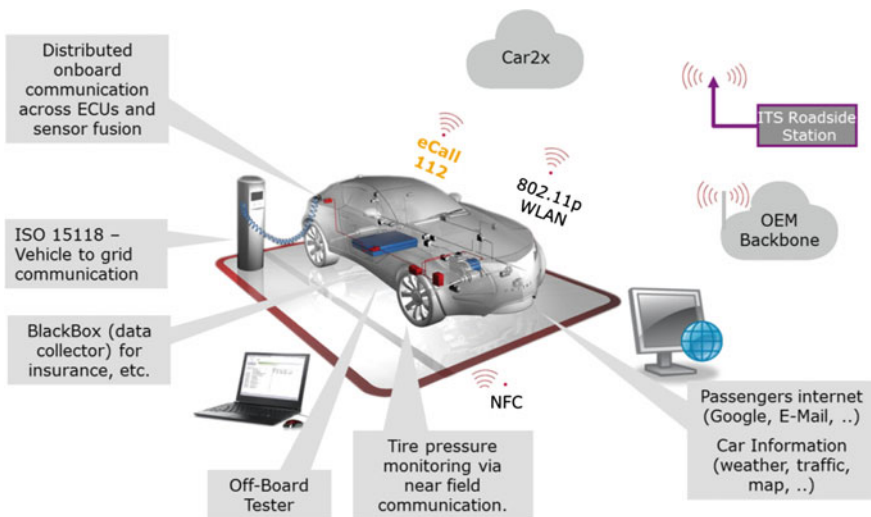 Distributed
onboard
communication
across ECUs and
sensor fusion
Car2x
eCall
112
802.11p
WLAN
ITS Roadside
Station
OEM
Backbone
ISO 15118 –
Vehicle to grid
communication
BlackBox (data
collector) for
insurance, etc.
NFC
Off-Board
Tester
Tire pressure
monitoring via
near field
communication.
Passengers internet
(Google, E-Mail, ..)
Car Information
(weather, traffic,
map, ..)